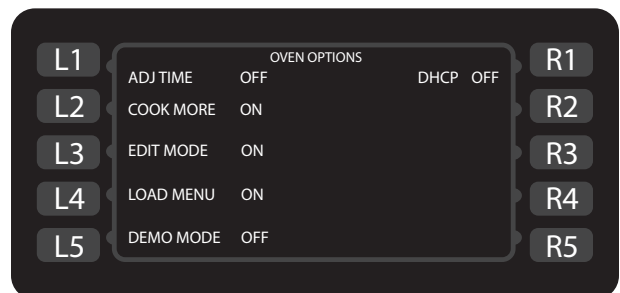 OVEN OPTIONS
L1 ADJ TIME OFF DHCP OFF R1
L2 COOK MORE ON R2
L3 EDIT MODE ON R3
L4 LOAD MENU ON R4
L5 DEMO MODE OFF R5